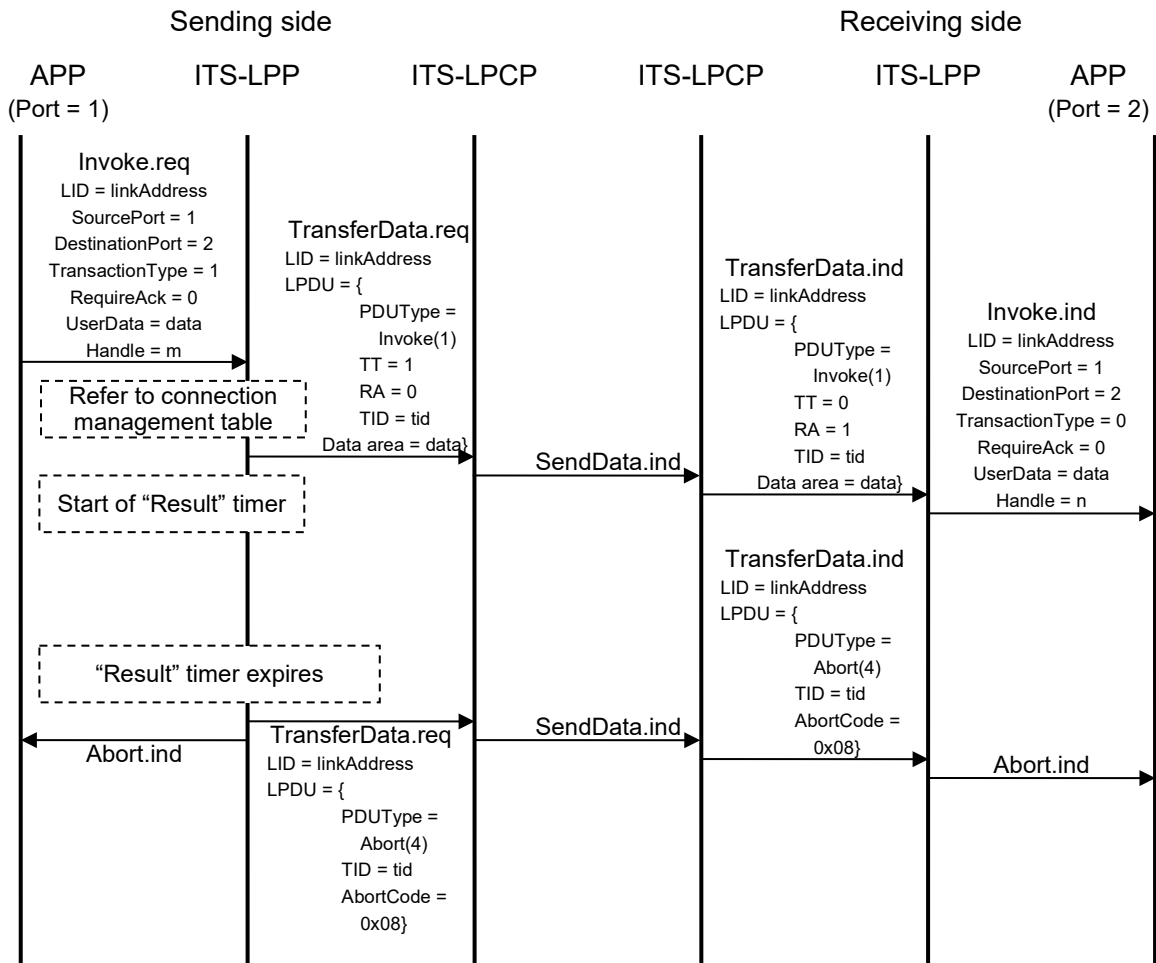 Sending side
Receiving side
APP
(Port = 1)
ITS-LPP
ITS-LPCP
ITS-LPCP
ITS-LPP
APP
(Port = 2)
Invoke.req
LID = linkAddress
SourcePort = 1
DestinationPort = 2
TransactionType = 1
RequireAck = 0
UserData = data
Handle = m
Refer to connection
management table
TransferData.req
LID = linkAddress
LPDU = {
PDUType =
Invoke(1)
TT = 1
RA = 0
TID = tid
Data area = data}
Start of “Result” timer
SendData.ind
TransferData.ind
LID = linkAddress
LPDU = {
PDUType =
Invoke(1)
TT = 0
RA = 1
TID = tid
Data area = data}
Invoke.ind
LID = linkAddress
SourcePort = 1
DestinationPort = 2
TransactionType = 0
RequireAck = 0
UserData = data
Handle = n
“Result” timer expires
Abort.ind
TransferData.req
LID = linkAddress
LPDU = {
PDUType =
Abort(4)
TID = tid
AbortCode =
0x08}
SendData.ind
TransferData.ind
LID = linkAddress
LPDU = {
PDUType =
Abort(4)
TID = tid
AbortCode =
0x08}
Abort.ind